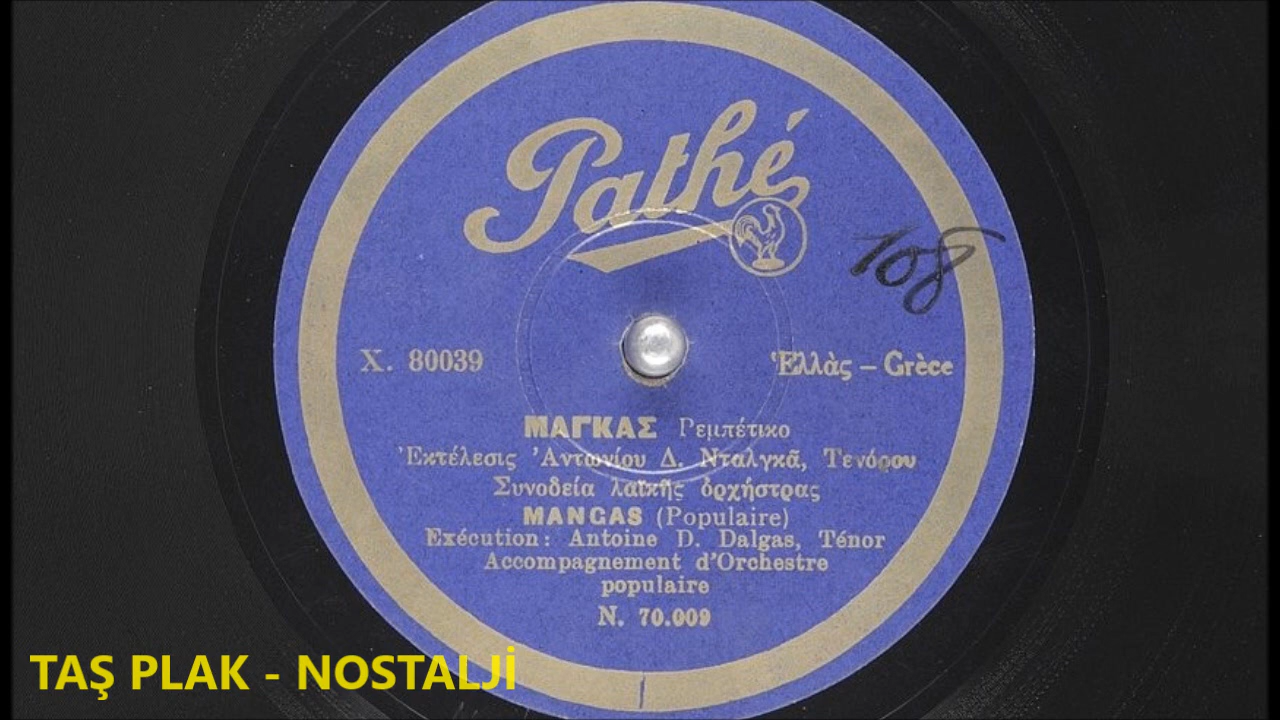 Pathé
108
X. 80039
Ἑλλὰς – Grèce
ΜΑΓΚΑΣ Ρεμπέτικο
Ἐκτέλεσις Ἀντωνίου Δ. Νταλγκᾶ, Τενόρου
Συνοδεία λαϊκῆς ὀρχήστρας
MANGAS (Populaire)
Exécution: Antoine D. Dalgas, Ténor
Accompagnement d'Orchestre
populaire
N. 70.009
TAŞ PLAK - NOSTALJİ